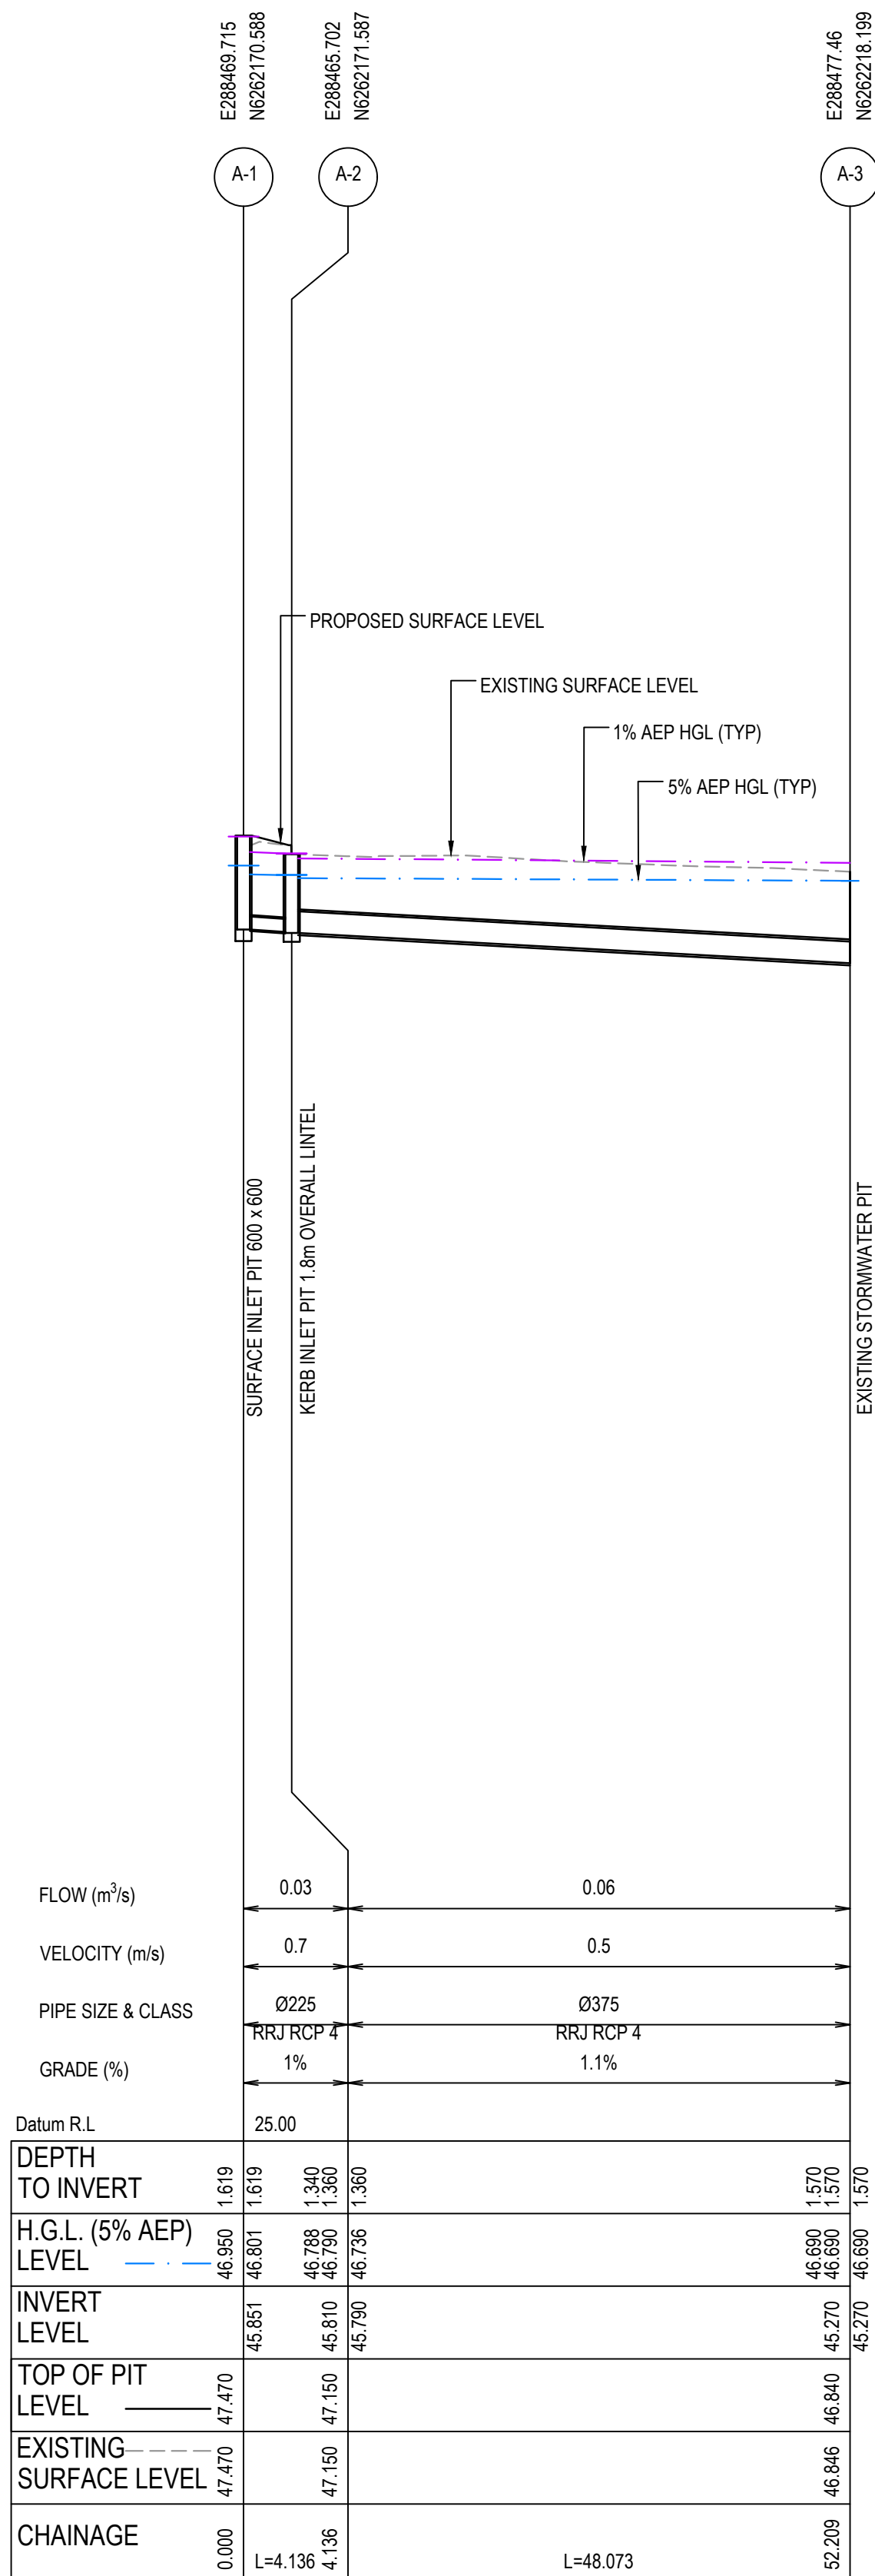 E288469.715
N6262170.588
E288465.702
N6262171.587
E288477.46
N6262218.199
A-1
A-2
A-3
PROPOSED SURFACE LEVEL
EXISTING SURFACE LEVEL
1% AEP HGL (TYP)
5% AEP HGL (TYP)
SURFACE INLET PIT 600 x 600
KERB INLET PIT 1.8m OVERALL LINTEL
EXISTING STORMWATER PIT
FLOW (m³/s) 0.03 0.06
VELOCITY (m/s) 0.7 0.5
PIPE SIZE & CLASS Ø225 Ø375
RRJ RCP 4 RRJ RCP 4
GRADE (%) 1% 1.1%
Datum R.L 25.00
DEPTH
TO INVERT 1.619 1.619 1.340 1.360 1.360 1.570 1.570 1.570
H.G.L. (5% AEP)
LEVEL 46.950 46.801 46.788 46.790 46.736 46.690 46.690 46.690
INVERT
LEVEL 45.851 45.810 45.790 45.270 45.270
TOP OF PIT
LEVEL 47.470 47.150 46.840
EXISTING
SURFACE LEVEL 47.470 47.150 46.846
CHAINAGE 0.000 L=4.136 4.136 L=48.073 52.209